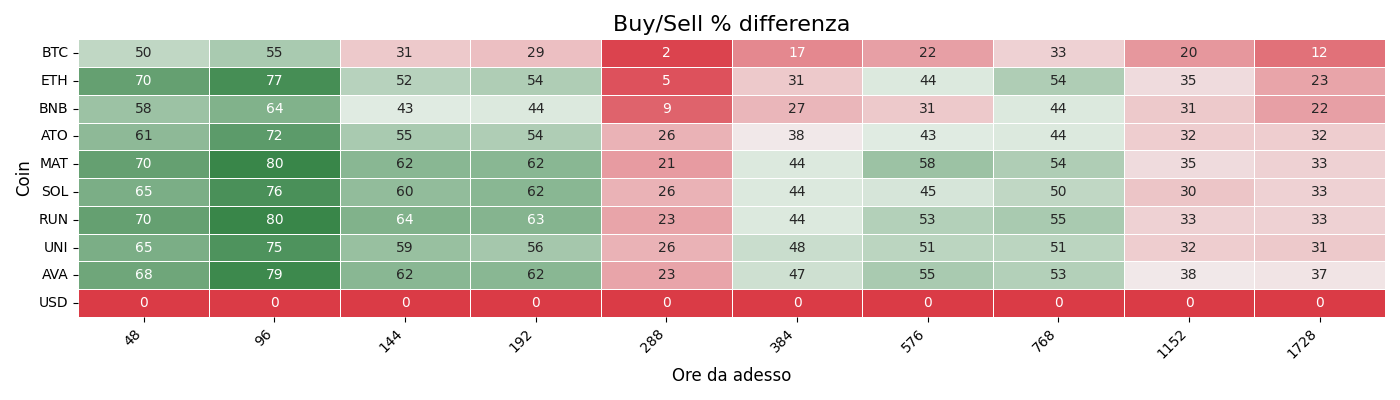 Buy/Sell % differenza
Coin
BTC 50 55 31 29 2 17 22 33 20 12
ETH 70 77 52 54 5 31 44 54 35 23
BNB 58 64 43 44 9 27 31 44 31 22
ATO 61 72 55 54 26 38 43 44 32 32
MAT 70 80 62 62 21 44 58 54 35 33
SOL 65 76 60 62 26 44 45 50 30 33
RUN 70 80 64 63 23 44 53 55 33 33
UNI 65 75 59 56 26 48 51 51 32 31
AVA 68 79 62 62 23 47 55 53 38 37
USD 0 0 0 0 0 0 0 0 0 0
48 96 144 192 288 384 576 768 1152 1728
Ore da adesso